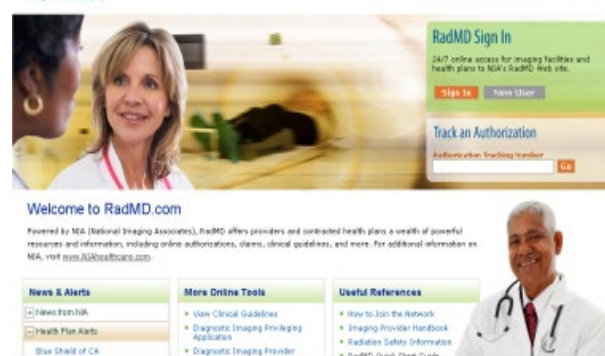 RadMD Sign In
24/7 online access for imaging facilities and
health plans to NIA's RadMD Web site.
Sign In
New User
Track an Authorization
Authorization Tracking Number
Go
Welcome to RadMD.com
Powered by NIA (National Imaging Associates), RadMD offers providers and contracted health plans a wealth of powerful
resources and information, including online authorizations, claims, clinical guidelines, and more. For additional information on
NIA, visit www.NIAhealthcare.com.
News & Alerts
News from NIA
Health Plan Alerts
Blue Shield of CA
More Online Tools
View Clinical Guidelines
Diagnostic Imaging Privileging
Application
Diagnostic Imaging Provider
Useful References
How to Join the Network
Imaging Provider Handbook
Radiation Safety Information
RadMD Quick Start Guide